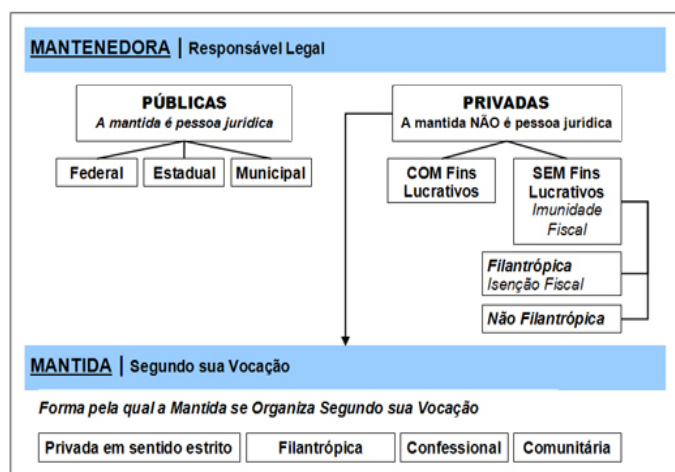 MANTENEDORA | Responsável Legal
PÚBLICAS
A mantida é pessoa juridica
Federal
Estadual
Municipal
PRIVADAS
A mantida NÃO é pessoa juridica
COM Fins
Lucrativos
SEM Fins
Lucrativos
Imunidade
Fiscal
Filantrópica
Isenção Fiscal
Não Filantrópica
MANTIDA | Segundo sua Vocação
Forma pela qual a Mantida se Organiza Segundo sua Vocação
Privada em sentido estrito
Filantrópica
Confessional
Comunitária